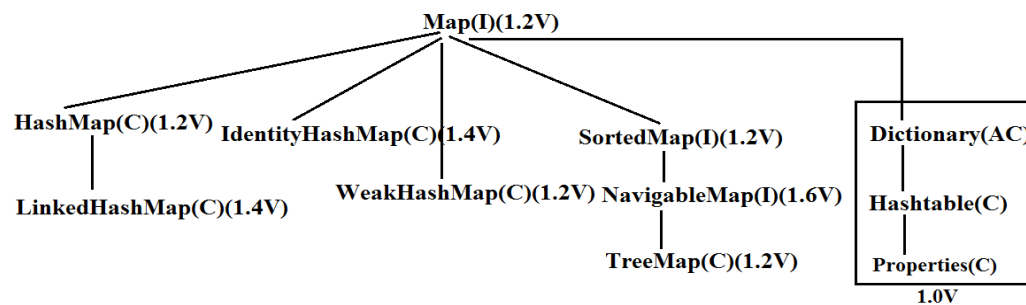 Map(I)(1.2V)
HashMap(C)(1.2V)
IdentityHashMap(C)(1.4V)
SortedMap(I)(1.2V)
Dictionary(AC)
LinkedHashMap(C)(1.4V)
WeakHashMap(C)(1.2V)
NavigableMap(I)(1.6V)
Hashtable(C)
TreeMap(C)(1.2V)
Properties(C)
1.0V